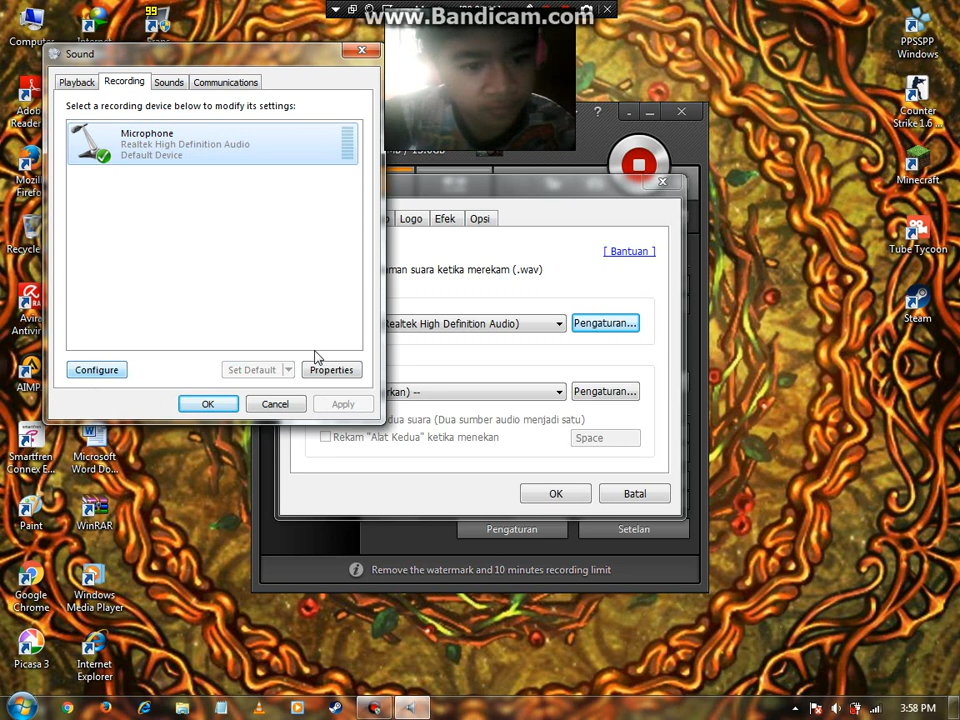 www.Bandicam.com
Computer
99
Fraps
Sound
Playback
Recording
Sounds
Communications
Select a recording device below to modify its settings:
Microphone
Realtek High Definition Audio
Default Device
Configure
Set Default
Properties
OK
Cancel
Apply
?
Logo
Efek
Opsi
[ Bantuan ]
suara ketika merekam (.wav)
Realtek High Definition Audio)
Pengaturan...
Pengaturan...
dua suara (Dua sumber audio menjadi satu)
Rekam "Alat Kedua" ketika menekan
Space
OK
Batal
Pengaturan
Setelan
Remove the watermark and 10 minutes recording limit
Adob
Reader
Mozil
Firefo
Recycle
Avira
Antivir
AIMP
Smartfren
Connex E...
Microsoft
Word Do...
Paint
WinRAR
Google
Chrome
Windows
Media Player
Picasa 3
Internet
Explorer
PPSSPP
Windows
Counter
Strike 1.6 ...
Minecraft
Tube Tycoon
Steam
3:58 PM